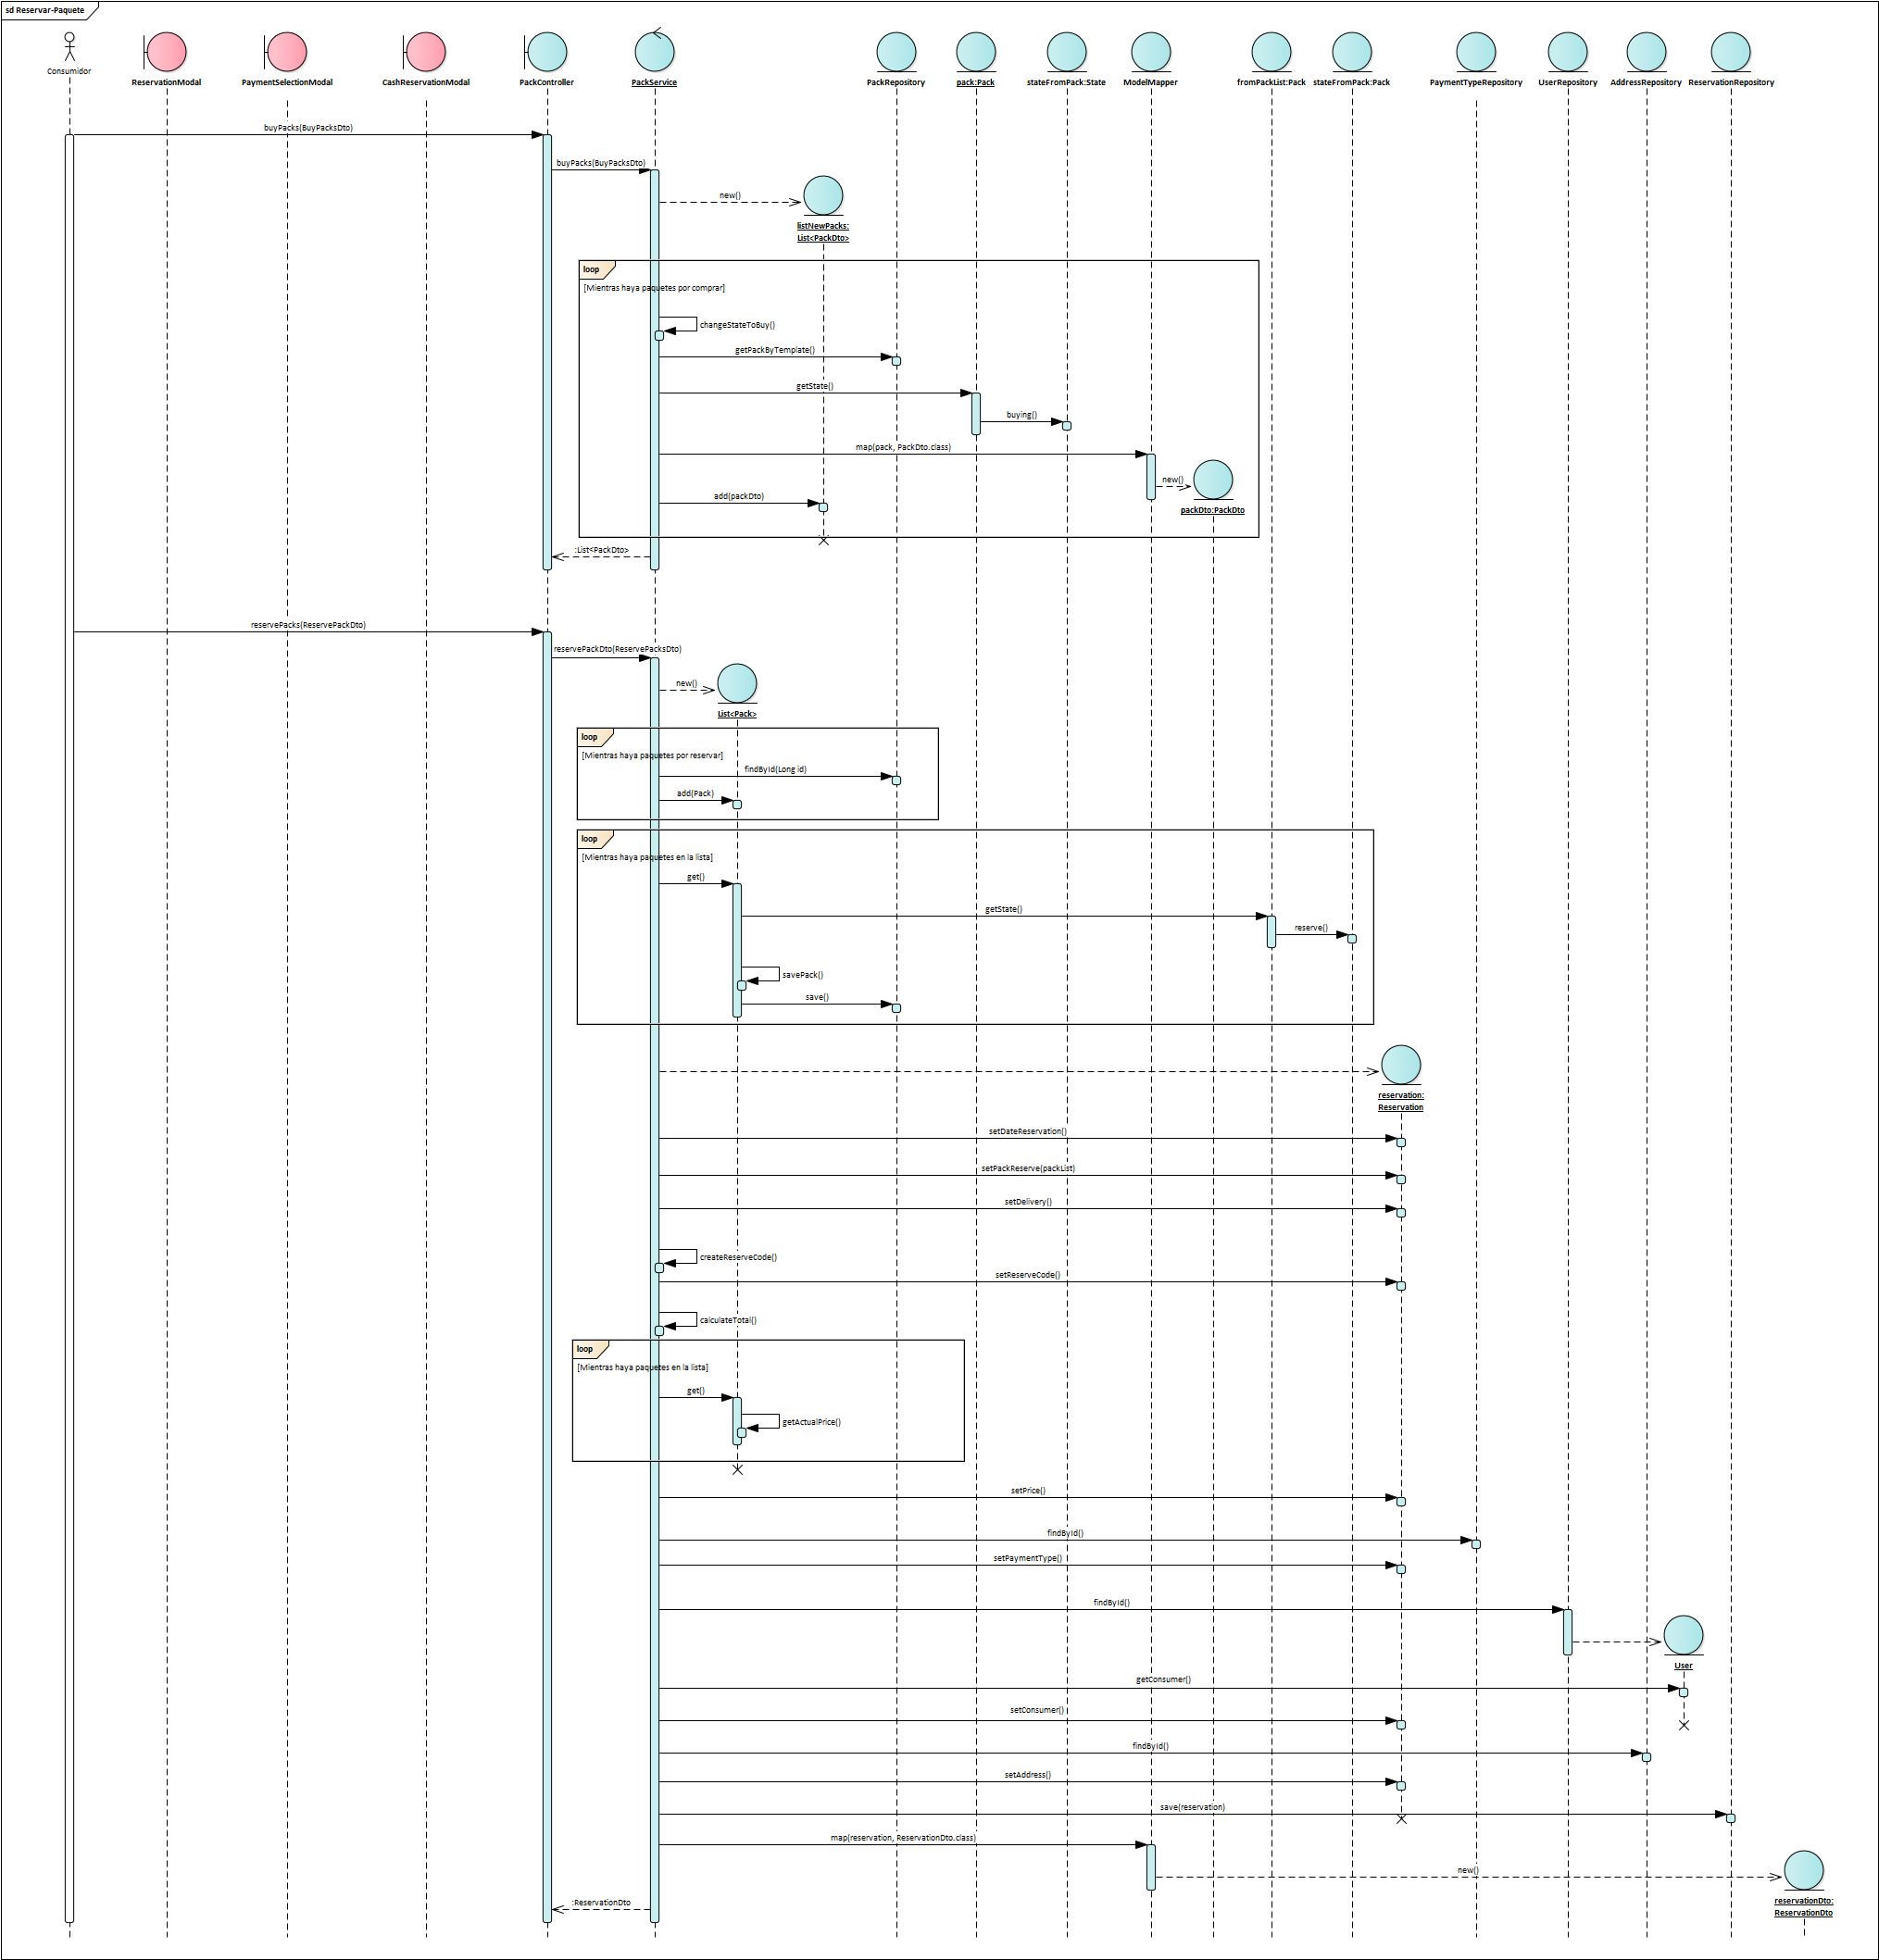 sd Reservar-Paquete
Consumidor
ReservationModal
PaymentSelectionModal
CashReservationModal
PackController
PackService
PackRepository
pack:Pack
stateFromPack:State
ModelMapper
fromPackList:Pack
stateFromPack:Pack
PaymentTypeRepository
UserRepository
AddressRepository
ReservationRepository
buyPacks(BuyPacksDto)
buyPacks(BuyPacksDto)
new()
listNewPacks:
List<PackDto>
loop
[Mientras haya paquetes por comprar]
changeStateToBuy()
getPackByTemplate()
getState()
buying()
map(pack, PackDto.class)
new()
add(packDto)
packDto:PackDto
:List<PackDto>
reservePacks(ReservePackDto)
reservePackDto(ReservePacksDto)
new()
List<Pack>
loop
[Mientras haya paquetes por reservar]
findById(Long id)
add(Pack)
loop
[Mientras haya paquetes en la lista]
get()
getState()
reserve()
savePack()
save()
reservation:
Reservation
setDateReservation()
setPackReserve(packList)
setDelivery()
createReserveCode()
setReserveCode()
calculateTotal()
loop
[Mientras haya paquetes en la lista]
get()
getActualPrice()
setPrice()
findById()
setPaymentType()
findById()
User
getConsumer()
setConsumer()
findById()
setAddress()
save(reservation)
map(reservation, ReservationDto.class)
new()
:ReservationDto
reservationDto:
ReservationDto